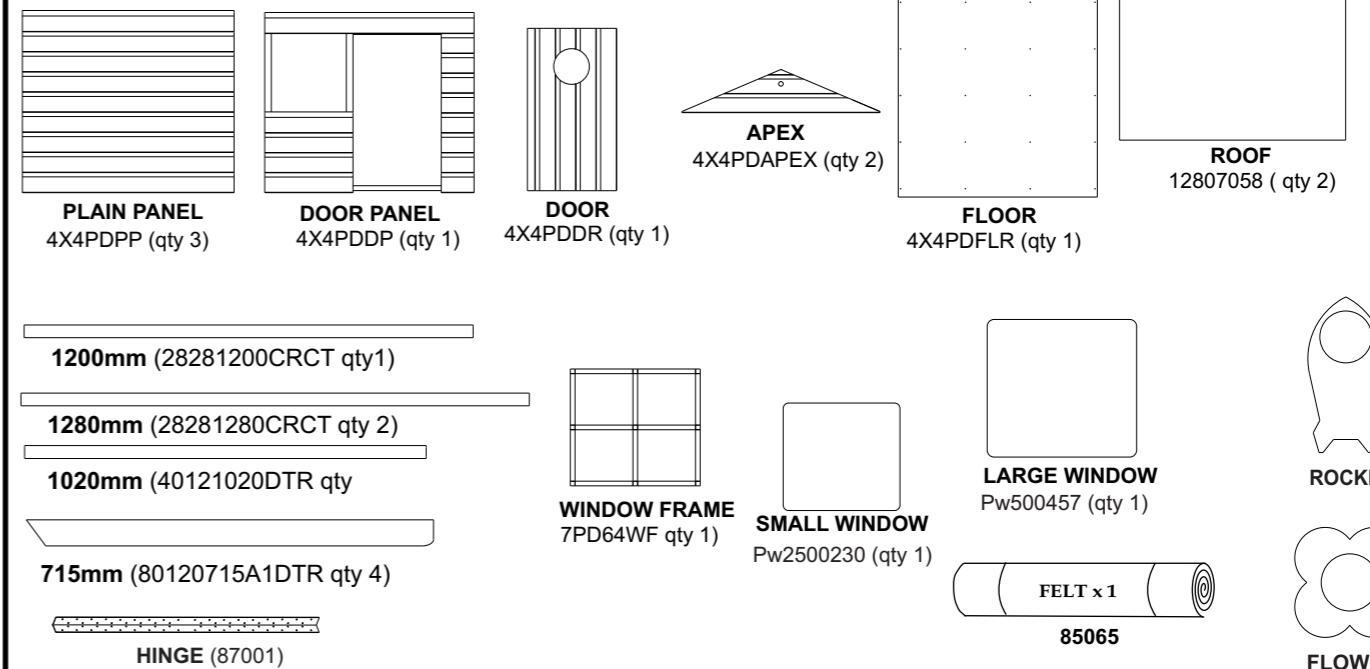 PLAIN PANEL
4X4PDPP (qty 3)
DOOR PANEL
4X4PDDP (qty 1)
DOOR
4X4PDDR (qty 1)
APEX
4X4PDAPEX (qty 2)
FLOOR
4X4PDFLR (qty 1)
ROOF
12807058 ( qty 2)
1200mm (28281200CRCT qty1)
1280mm (28281280CRCT qty 2)
1020mm (40121020DTR qty
715mm (80120715A1DTR qty 4)
HINGE (87001)
WINDOW FRAME
7PD64WF qty 1)
SMALL WINDOW
Pw2500230 (qty 1)
LARGE WINDOW
Pw500457 (qty 1)
FELT x 1
85065